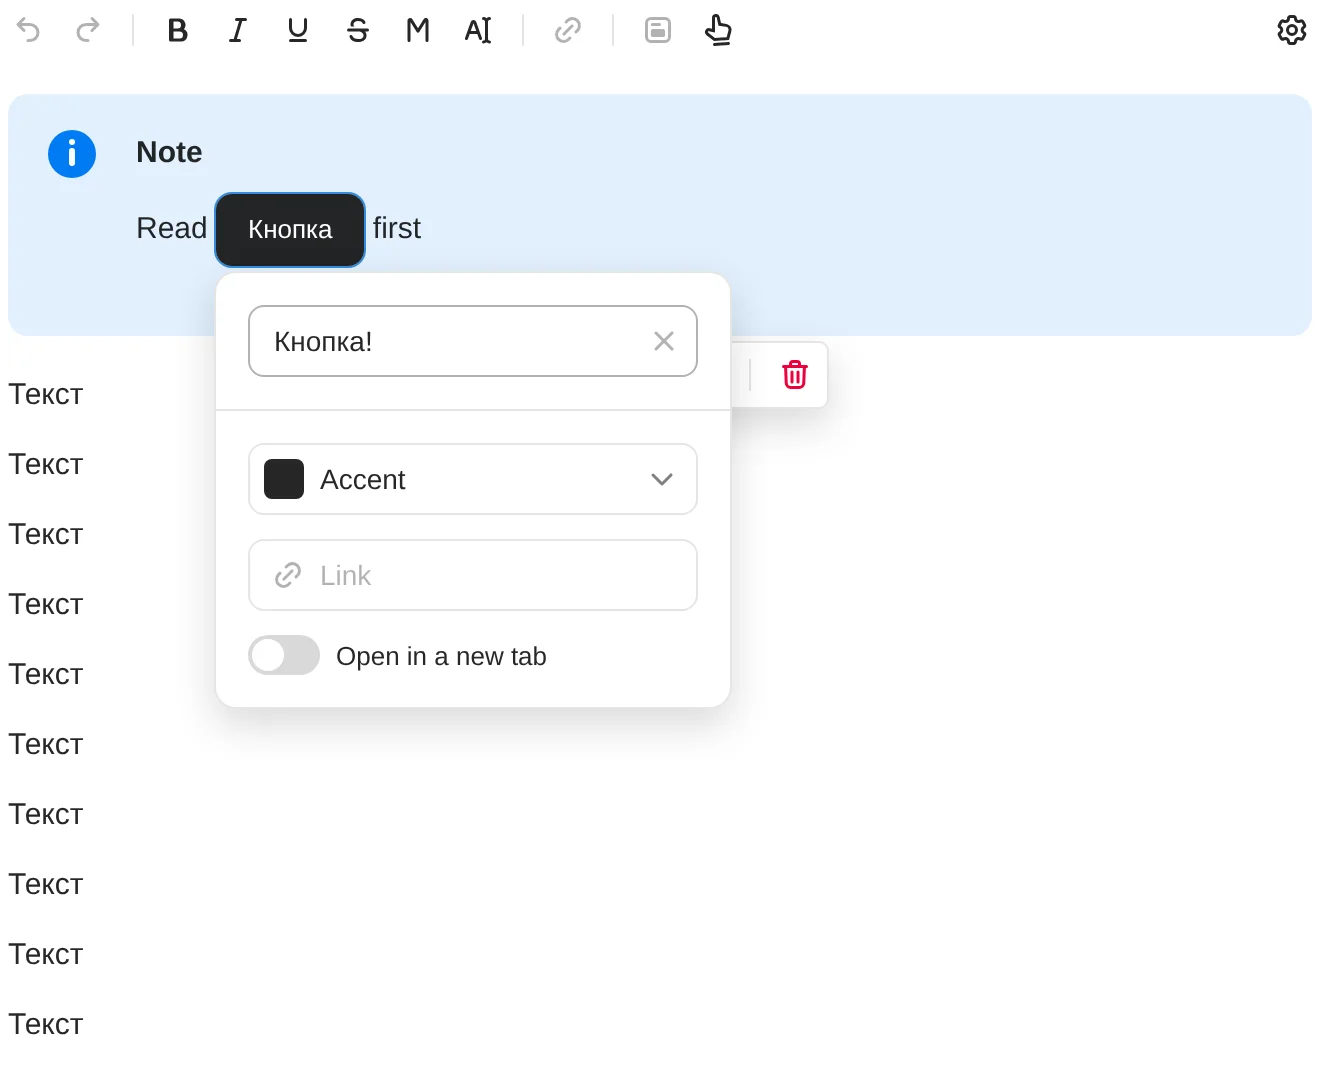 Note
Read Кнопка first
Кнопка!
Accent
Link
Open in a new tab
Текст
Текст
Текст
Текст
Текст
Текст
Текст
Текст
Текст
Текст